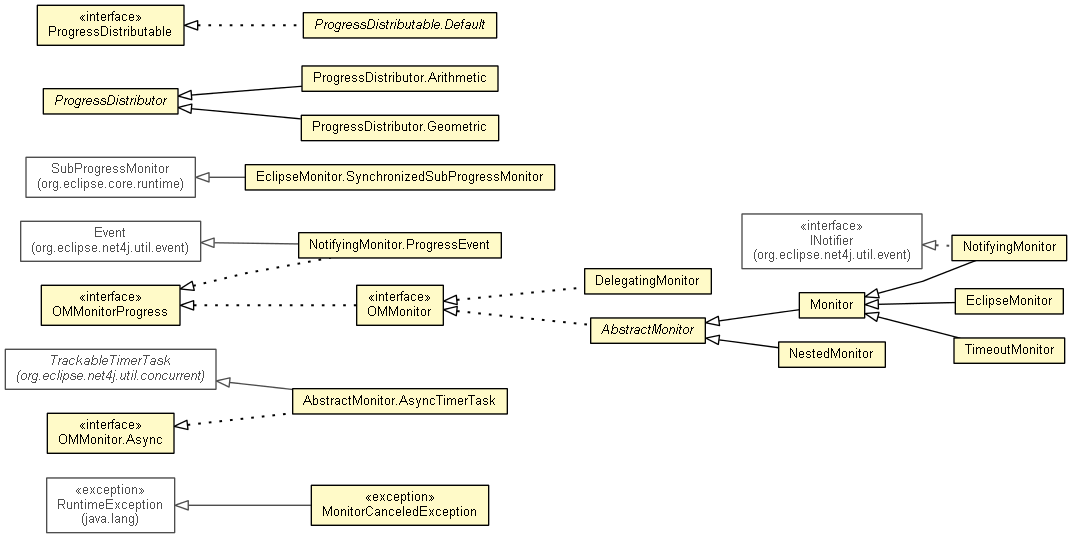 «interface»
ProgressDistributable
ProgressDistributable.Default
ProgressDistributor
ProgressDistributor.Arithmetic
ProgressDistributor.Geometric
SubProgressMonitor
(org.eclipse.core.runtime)
EclipseMonitor.SynchronizedSubProgressMonitor
Event
(org.eclipse.net4j.util.event)
NotifyingMonitor.ProgressEvent
«interface»
INotifier
(org.eclipse.net4j.util.event)
NotifyingMonitor
«interface»
OMMonitorProgress
«interface»
OMMonitor
DelegatingMonitor
AbstractMonitor
Monitor
EclipseMonitor
NestedMonitor
TimeoutMonitor
TrackableTimerTask
(org.eclipse.net4j.util.concurrent)
AbstractMonitor.AsyncTimerTask
«interface»
OMMonitor.Async
«exception»
RuntimeException
(java.lang)
«exception»
MonitorCanceledException